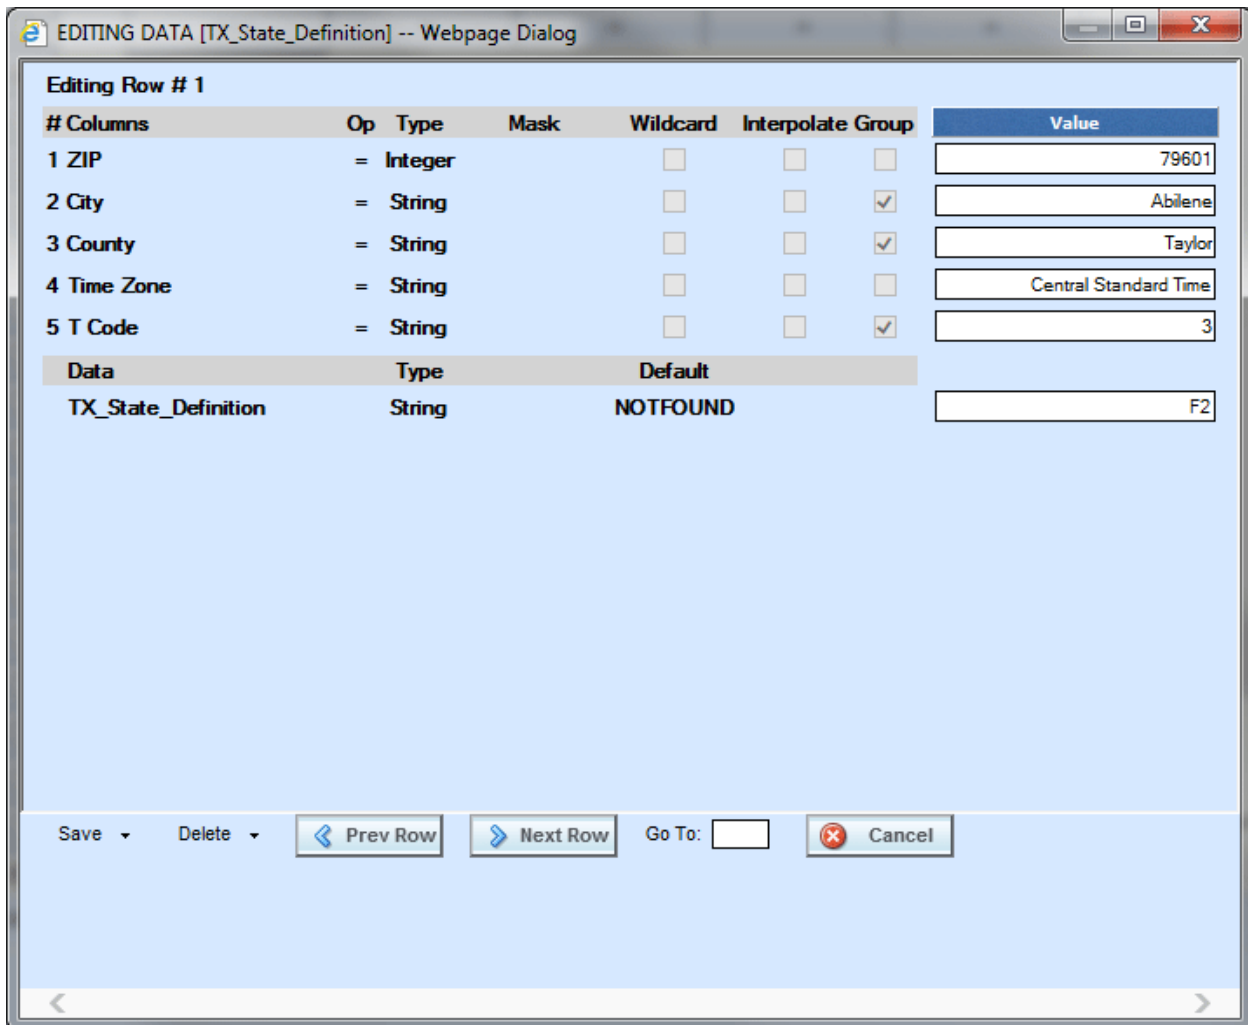 EDITING DATA [TX_State_Definition] -- Webpage Dialog
Editing Row # 1
# Columns Op Type Mask Wildcard Interpolate Group Value
1 ZIP = Integer 79601
2 City = String Abilene
3 County = String Taylor
4 Time Zone = String Central Standard Time
5 T Code = String 3
Data Type Default
TX_State_Definition String NOTFOUND F2
Save Delete Prev Row Next Row Go To: Cancel